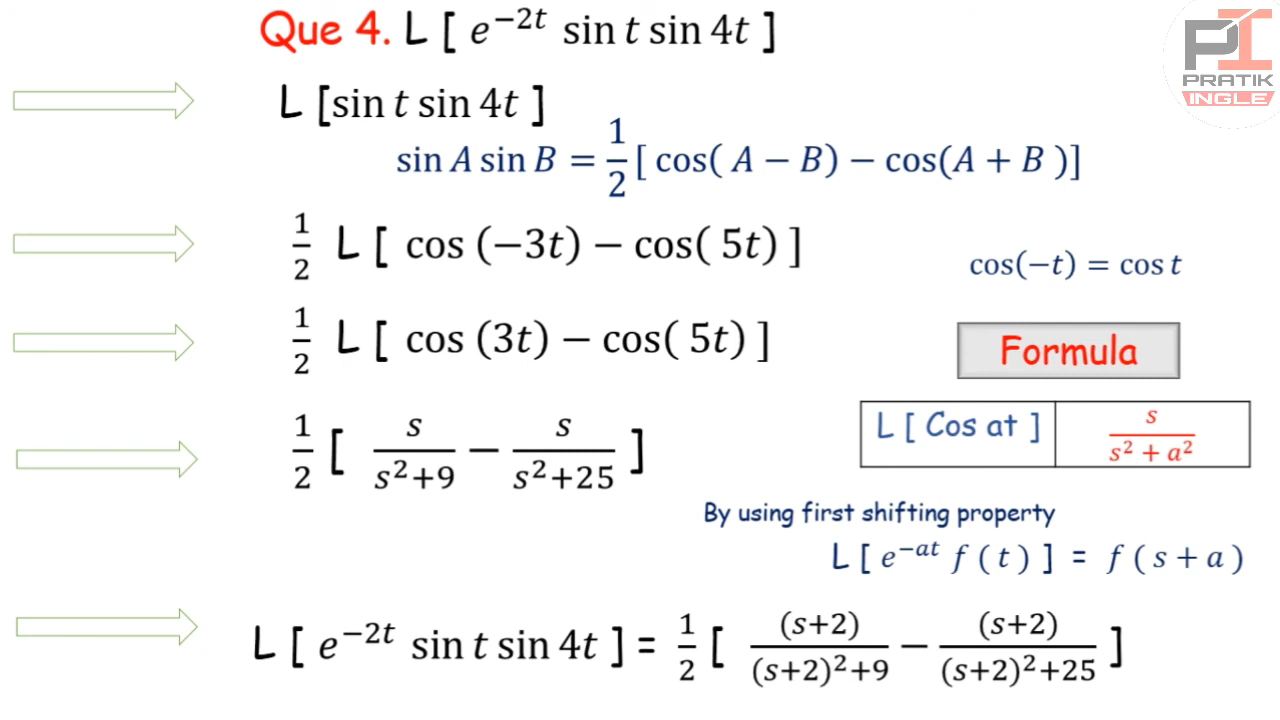 Que 4. L [ e^{-2t} sin t sin 4t ]
PI
PRATIK
INGLE
L [sin t sin 4t ]
sin A sin B = 1/2 [ cos( A − B) − cos(A + B )]
1/2 L [ cos (−3t) − cos( 5t) ]
cos(−t) = cos t
1/2 L [ cos (3t) − cos( 5t) ]
Formula
L [ Cos at ] s/(s² + a²)
1/2 [ s/(s²+9) − s/(s²+25) ]
By using first shifting property
L [ e^{-at} f ( t ) ] = f ( s + a )
L [ e^{-2t} sin t sin 4t ] = 1/2 [ (s+2)/((s+2)²+9) − (s+2)/((s+2)²+25) ]